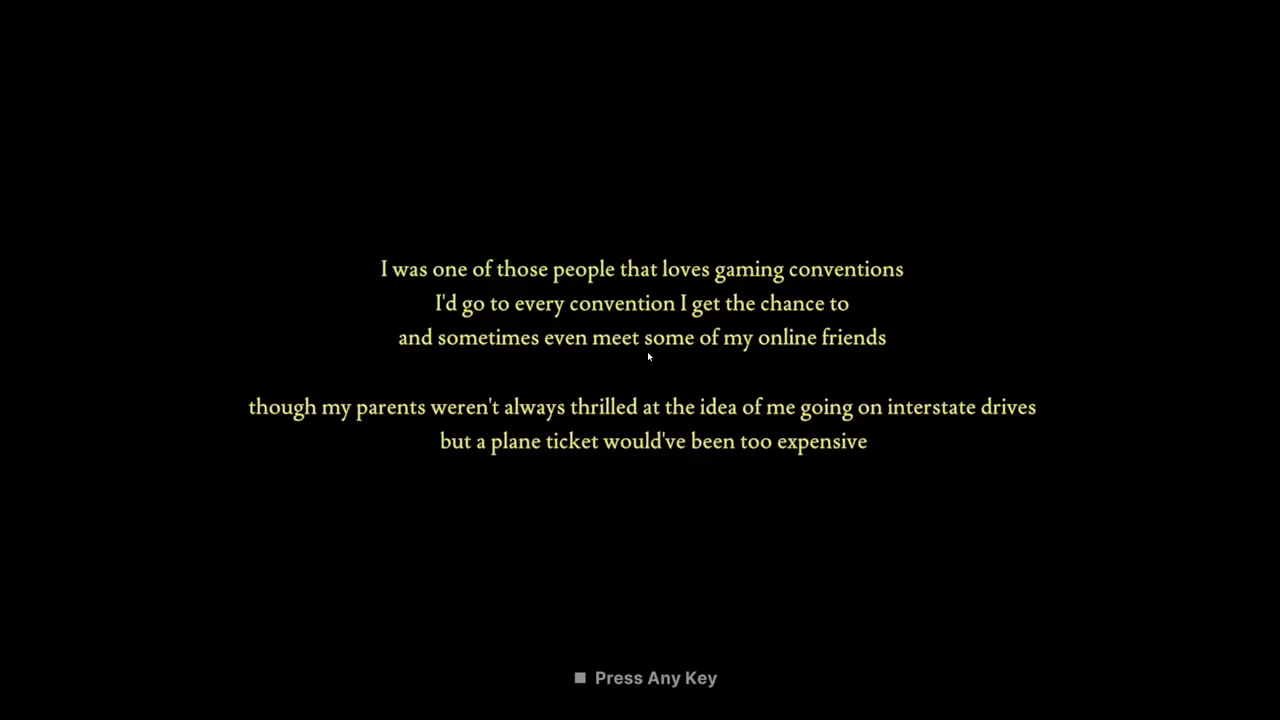 I was one of those people that loves gaming conventions
I'd go to every convention I get the chance to
and sometimes even meet some of my online friends
though my parents weren't always thrilled at the idea of me going on interstate drives
but a plane ticket would've been too expensive
Press Any Key